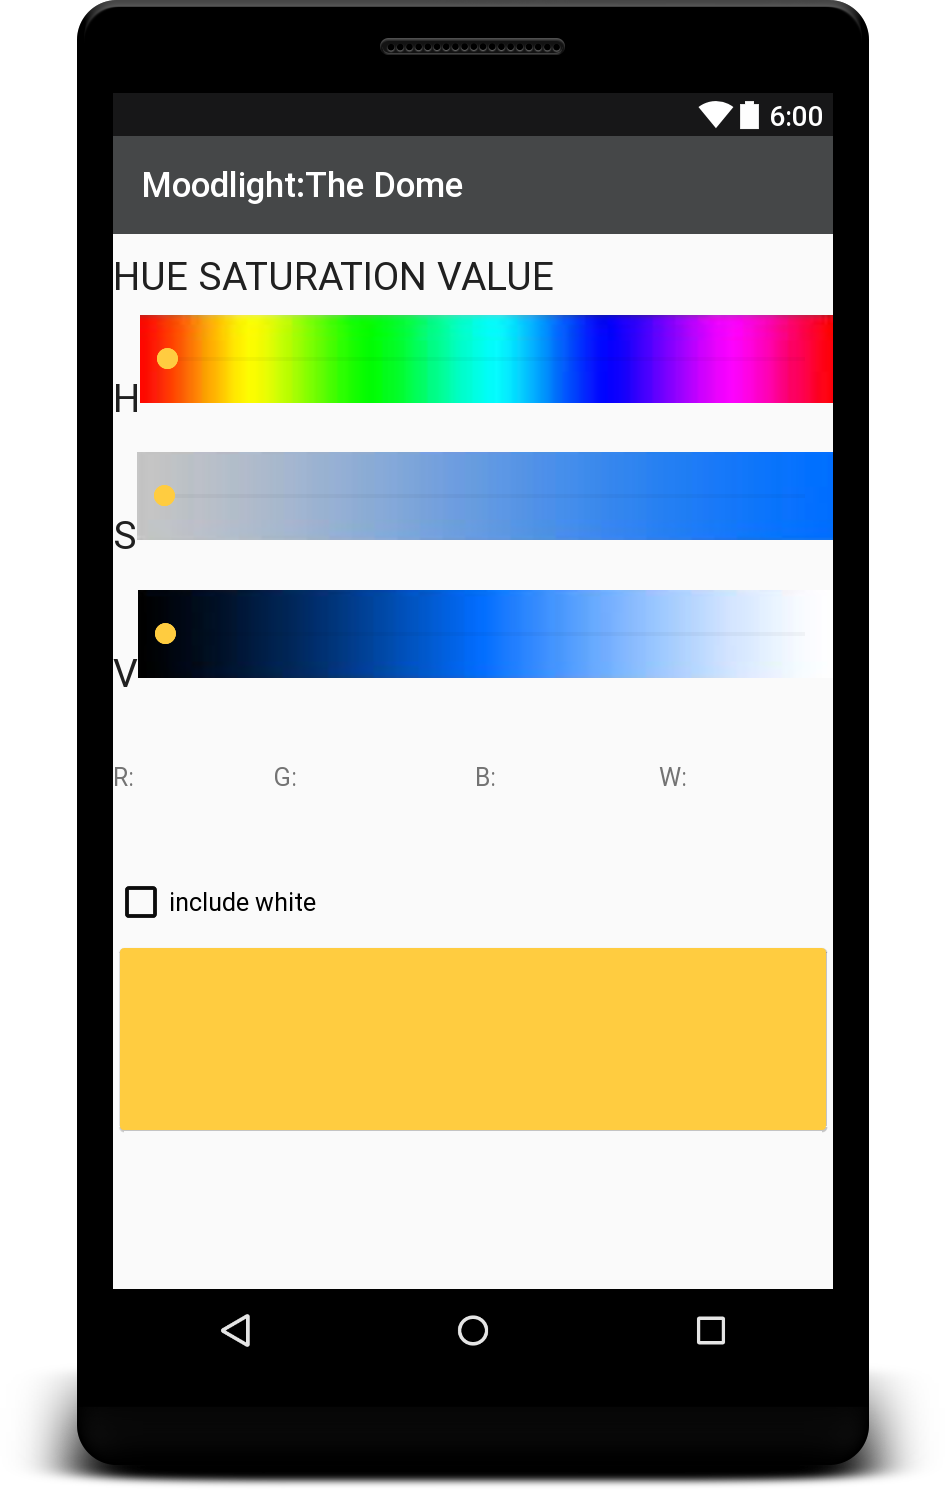 6:00
Moodlight:The Dome
HUE SATURATION VALUE
H
S
V
R: G: B: W:
include white